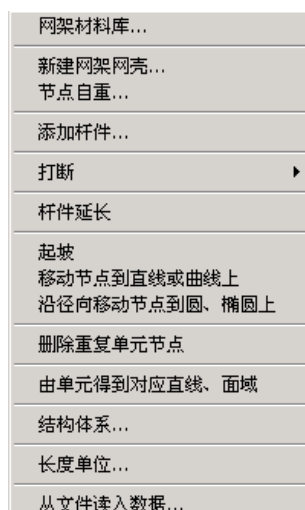 网架材料库...
新建网架网壳...
节点自重...
添加杆件...
打断
杆件延长
起坡
移动节点到直线或曲线上
沿径向移动节点到圆、椭圆上
删除重复单元节点
由单元得到对应直线、面域
结构体系...
长度单位...
从文件读入数据...